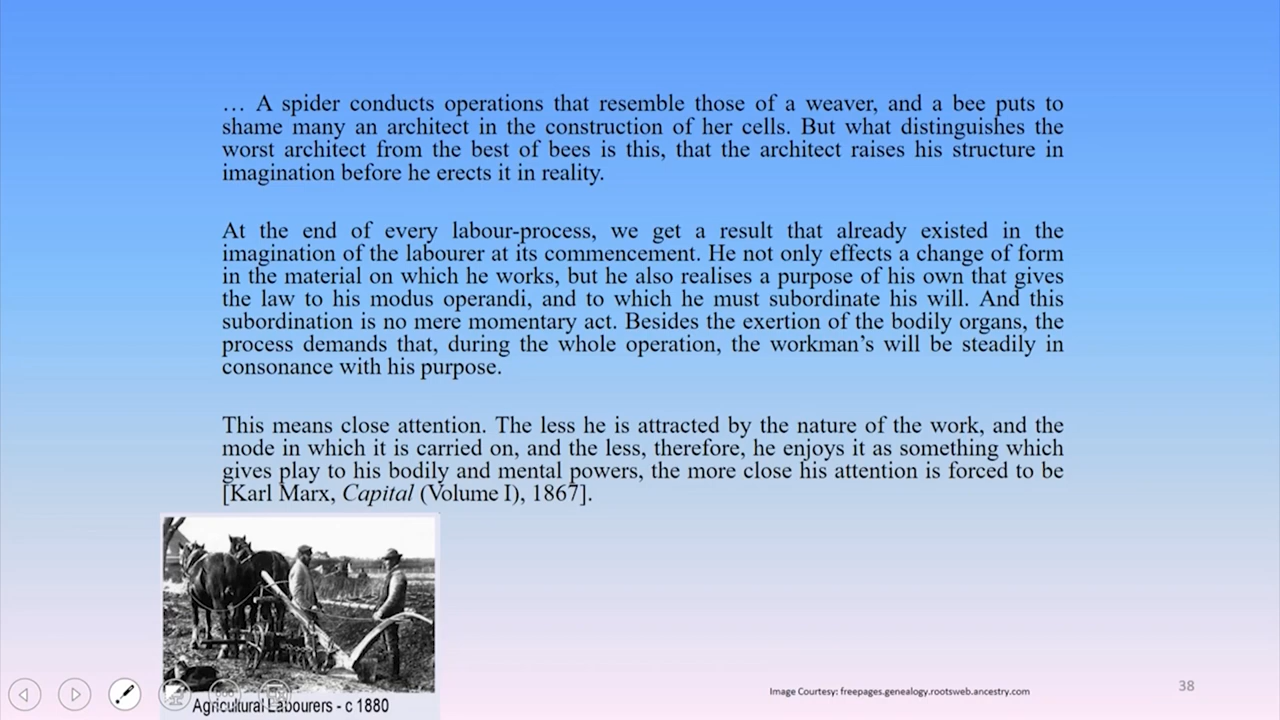 … A spider conducts operations that resemble those of a weaver, and a bee puts to
shame many an architect in the construction of her cells. But what distinguishes the
worst architect from the best of bees is this, that the architect raises his structure in
imagination before he erects it in reality.
At the end of every labour-process, we get a result that already existed in the
imagination of the labourer at its commencement. He not only effects a change of form
in the material on which he works, but he also realises a purpose of his own that gives
the law to his modus operandi, and to which he must subordinate his will. And this
subordination is no mere momentary act. Besides the exertion of the bodily organs, the
process demands that, during the whole operation, the workman’s will be steadily in
consonance with his purpose.
This means close attention. The less he is attracted by the nature of the work, and the
mode in which it is carried on, and the less, therefore, he enjoys it as something which
gives play to his bodily and mental powers, the more close his attention is forced to be
[Karl Marx, Capital (Volume I), 1867].
Agricultural Labourers - c 1880
Image Courtesy: freepages.genealogy.rootsweb.ancestry.com
38